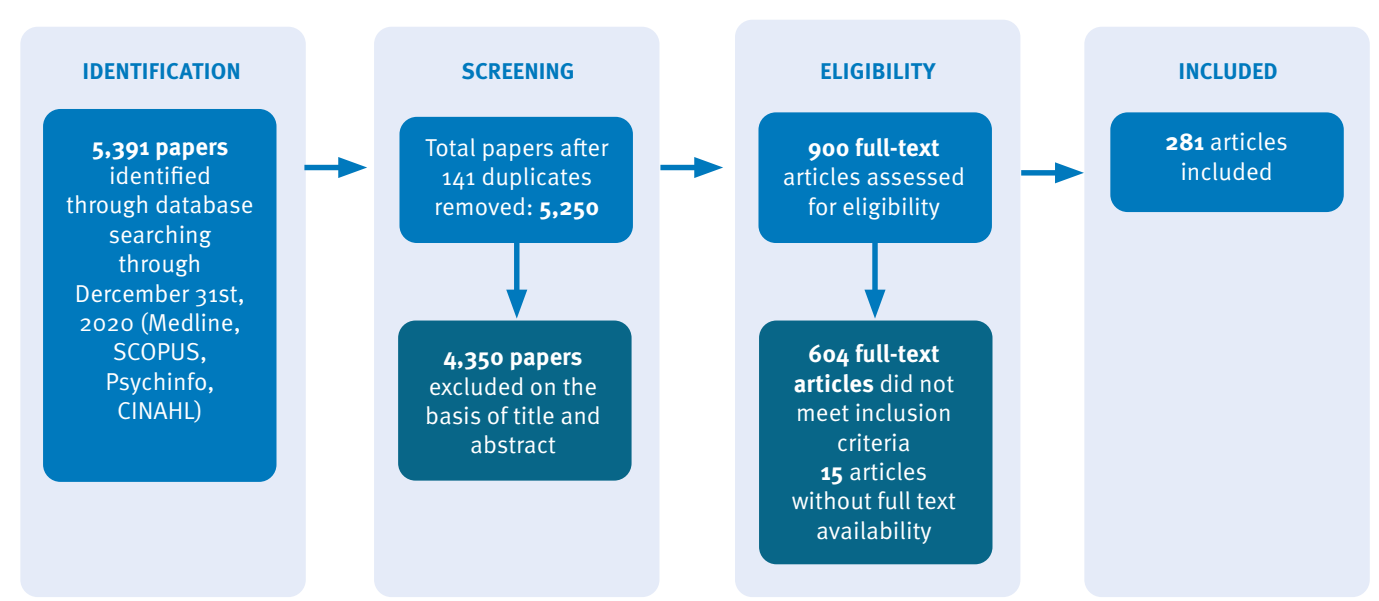 IDENTIFICATION
5,391 papers
identified
through database
searching
through
Dercember 31st,
2020 (Medline,
SCOPUS,
Psychinfo,
CINAHL)
SCREENING
Total papers after
141 duplicates
removed: 5,250
4,350 papers
excluded on the
basis of title and
abstract
ELIGIBILITY
900 full-text
articles assessed
for eligibility
604 full-text
articles did not
meet inclusion
criteria
15 articles
without full text
availability
INCLUDED
281 articles
included